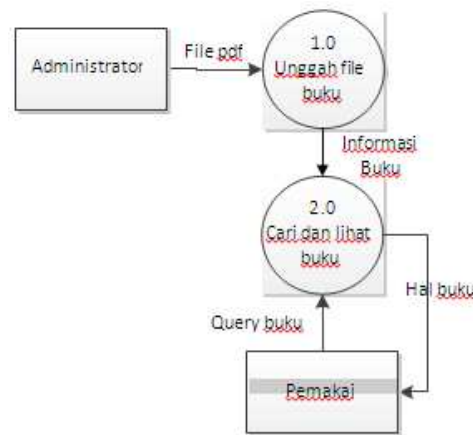 Administrator
File pdf
1.0
Unggah file
buku
Informasi
Buku
2.0
Cari dan lihat
buku
Hal buku
Query buku
Pemakai